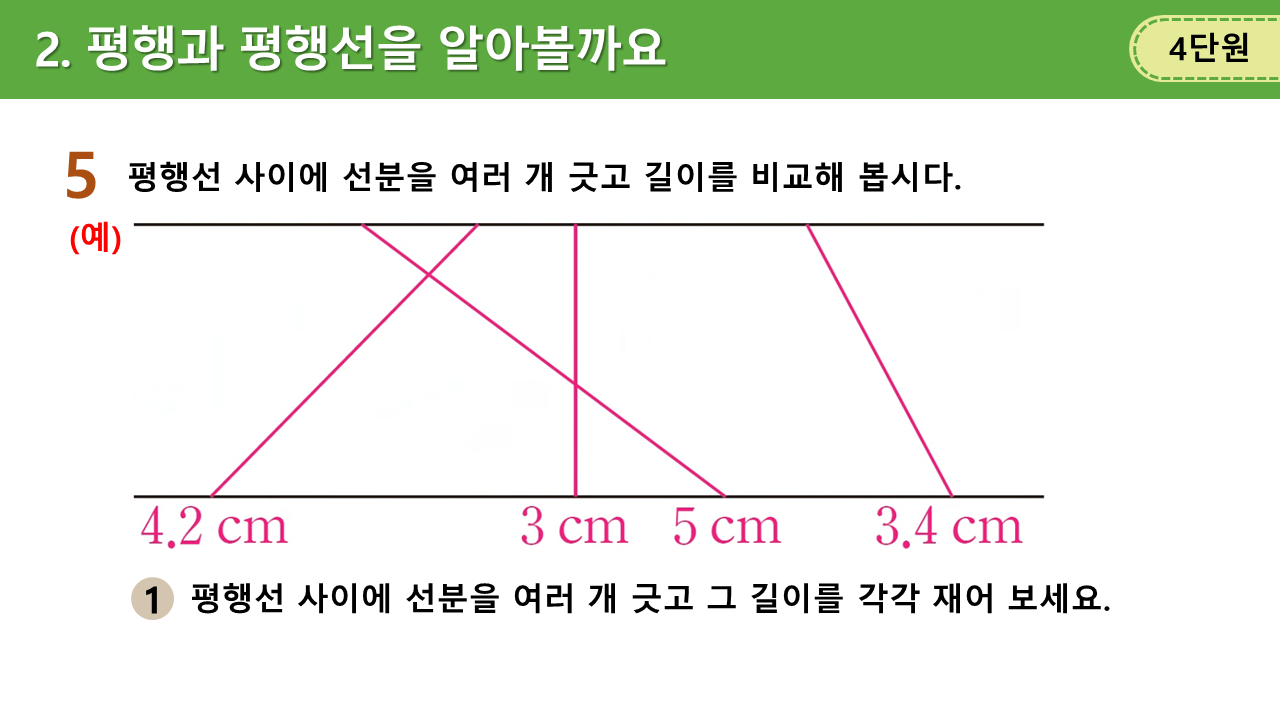 2. 평행과 평행선을 알아볼까요
4단원
5 평행선 사이에 선분을 여러 개 긋고 길이를 비교해 봅시다.
(예)
4.2 cm 3 cm 5 cm 3.4 cm
1 평행선 사이에 선분을 여러 개 긋고 그 길이를 각각 재어 보세요.